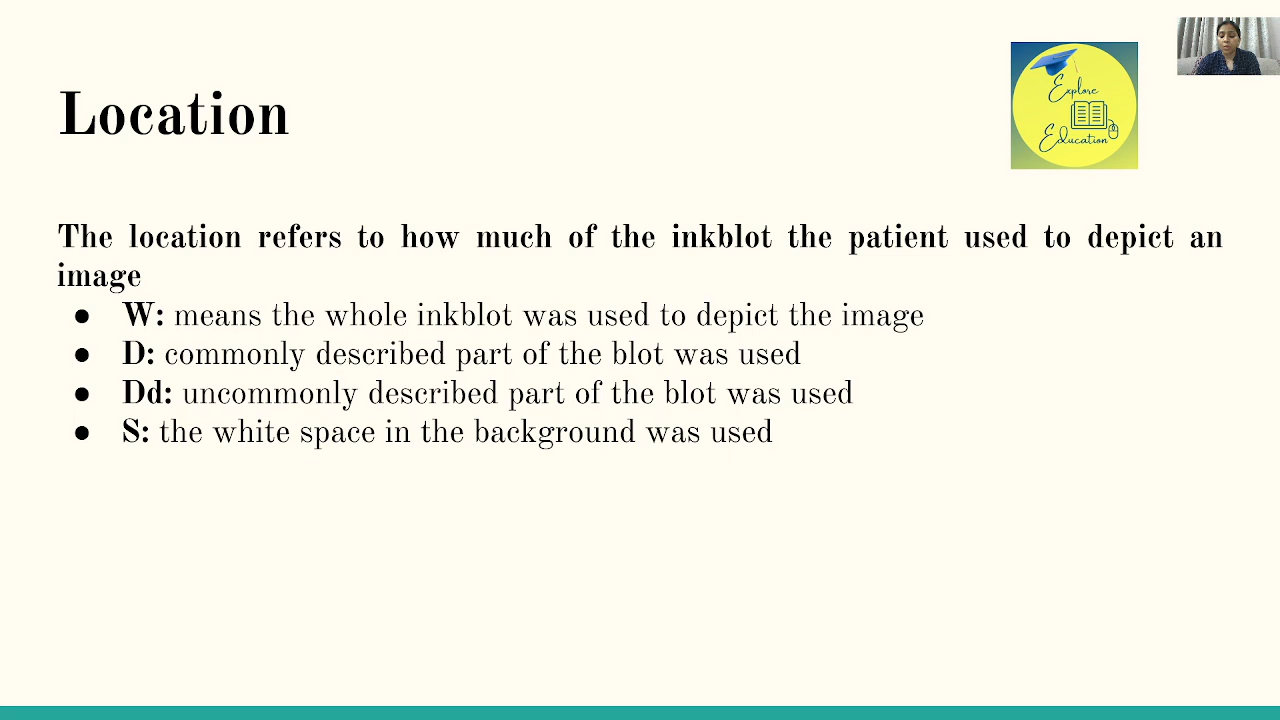 Location
Explore
Education
The location refers to how much of the inkblot the patient used to depict an
image
● W: means the whole inkblot was used to depict the image
● D: commonly described part of the blot was used
● Dd: uncommonly described part of the blot was used
● S: the white space in the background was used